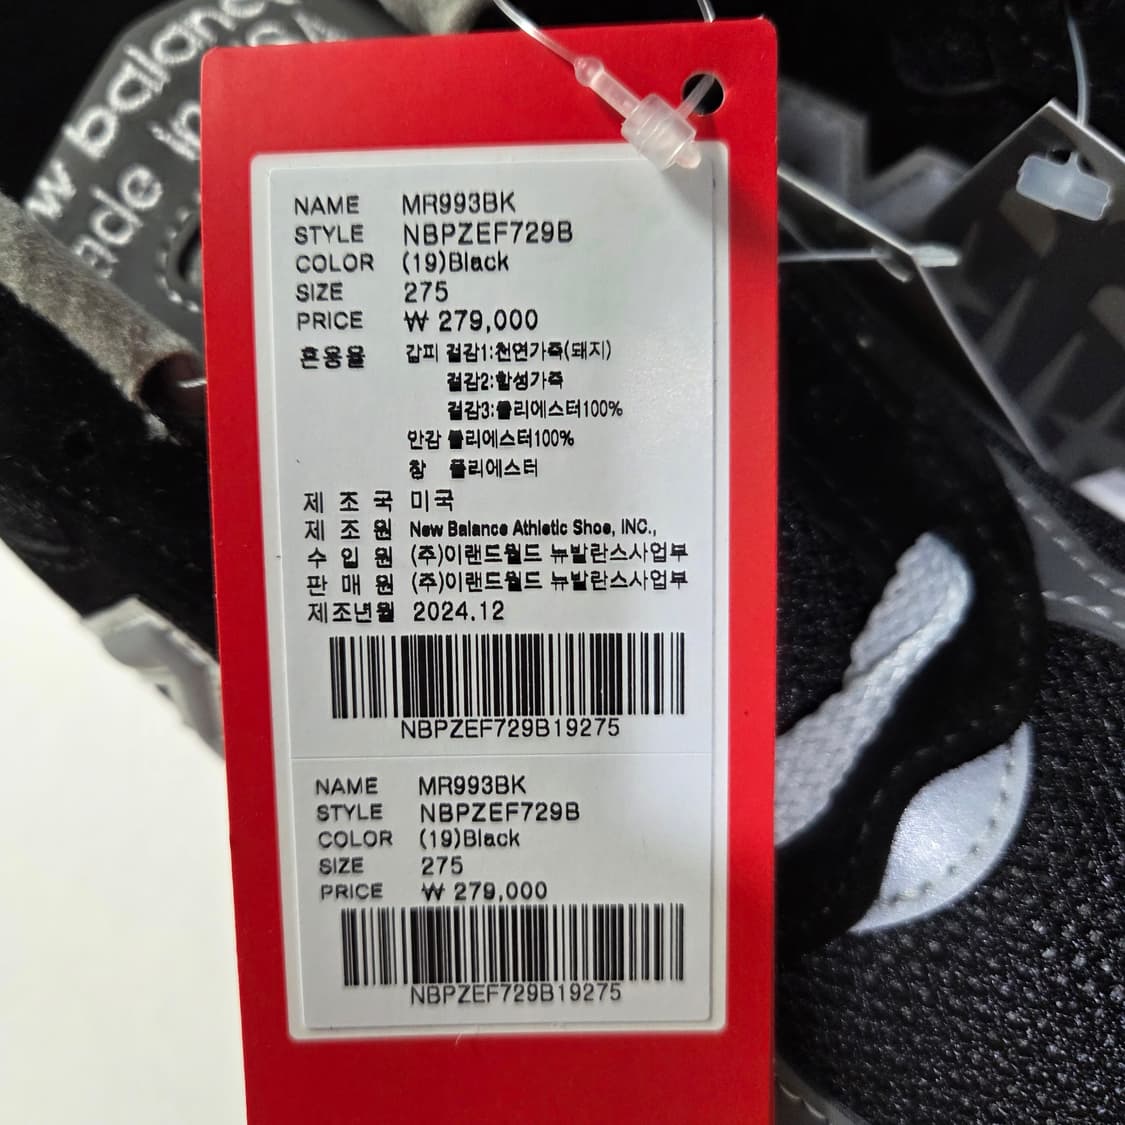 new balance
made in USA
NAME MR993BK
STYLE NBPZEF729B
COLOR (19)Black
SIZE 275
PRICE ₩ 279,000
혼용율 갑피 겉감1:천연가죽(돼지)
겉감2:합성가죽
겉감3:폴리에스터100%
안감 폴리에스터100%
창 폴리에스터
제 조 국 미국
제 조 원 New Balance Athletic Shoe, INC.,
수 입 원 (주)이랜드월드 뉴발란스사업부
판 매 원 (주)이랜드월드 뉴발란스사업부
제조년월 2024.12
NBPZEF729B19275
NAME MR993BK
STYLE NBPZEF729B
COLOR (19)Black
SIZE 275
PRICE ₩ 279,000
NBPZEF729B19275